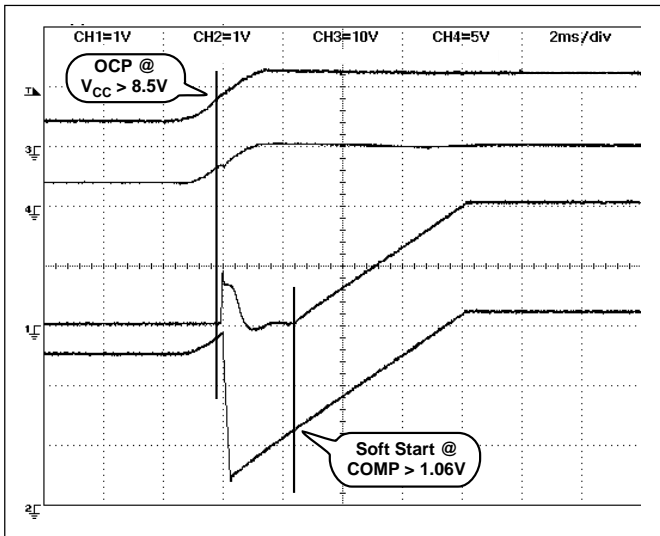 CH1=1V CH2=1V CH3=10V CH4=5V 2ms/div
OCP @
VCC > 8.5V
T
3
4
1
Soft Start @
COMP > 1.06V
2